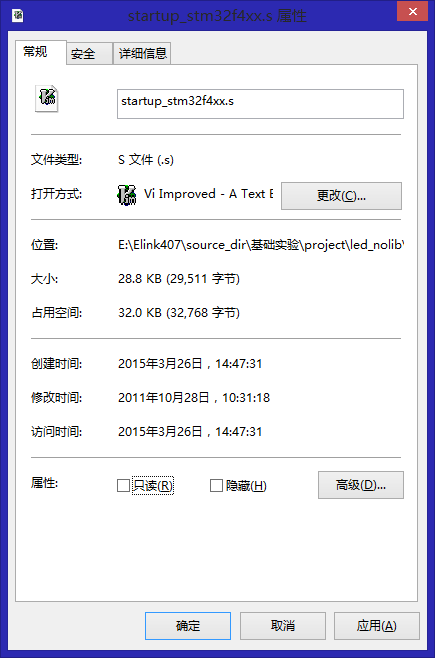 startup_stm32f4xx.s 属性
常规 安全 详细信息
startup_stm32f4xx.s
文件类型: S 文件 (.s)
打开方式: Vi Improved - A Text E 更改(C)...
位置: E:\Elink407\source_dir\基础实验\project\led_nolib\
大小: 28.8 KB (29,511 字节)
占用空间: 32.0 KB (32,768 字节)
创建时间: 2015年3月26日，14:47:31
修改时间: 2011年10月28日，10:31:18
访问时间: 2015年3月26日，14:47:31
属性: 只读(R) 隐藏(H) 高级(D)...
确定 取消 应用(A)